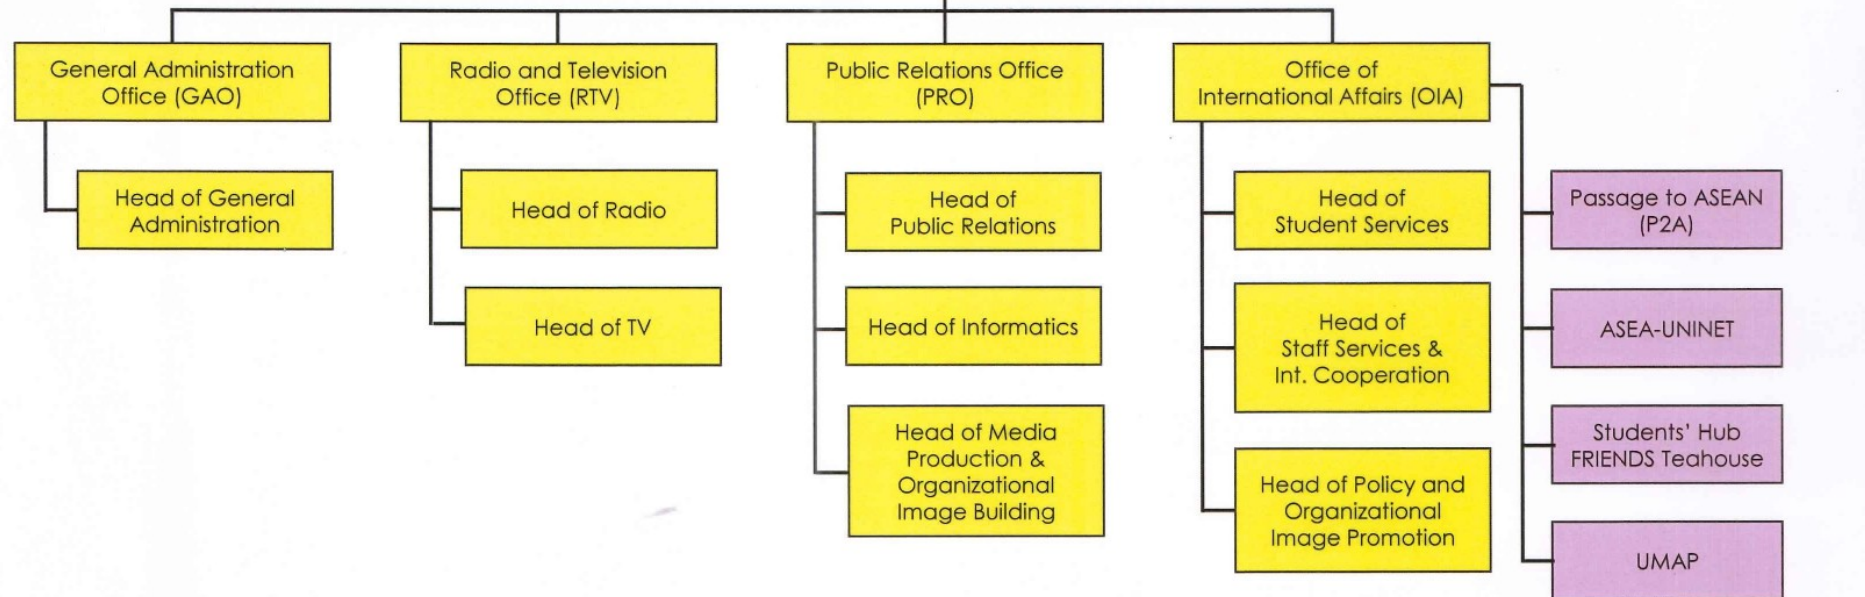 General Administration
Office (GAO)
Head of General
Administration
Radio and Television
Office (RTV)
Head of Radio
Head of TV
Public Relations Office
(PRO)
Head of
Public Relations
Head of Informatics
Head of Media
Production &
Organizational
Image Building
Office of
International Affairs (OIA)
Head of
Student Services
Head of
Staff Services &
Int. Cooperation
Head of Policy and
Organizational
Image Promotion
Passage to ASEAN
(P2A)
ASEA-UNINET
Students' Hub
FRIENDS Teahouse
UMAP